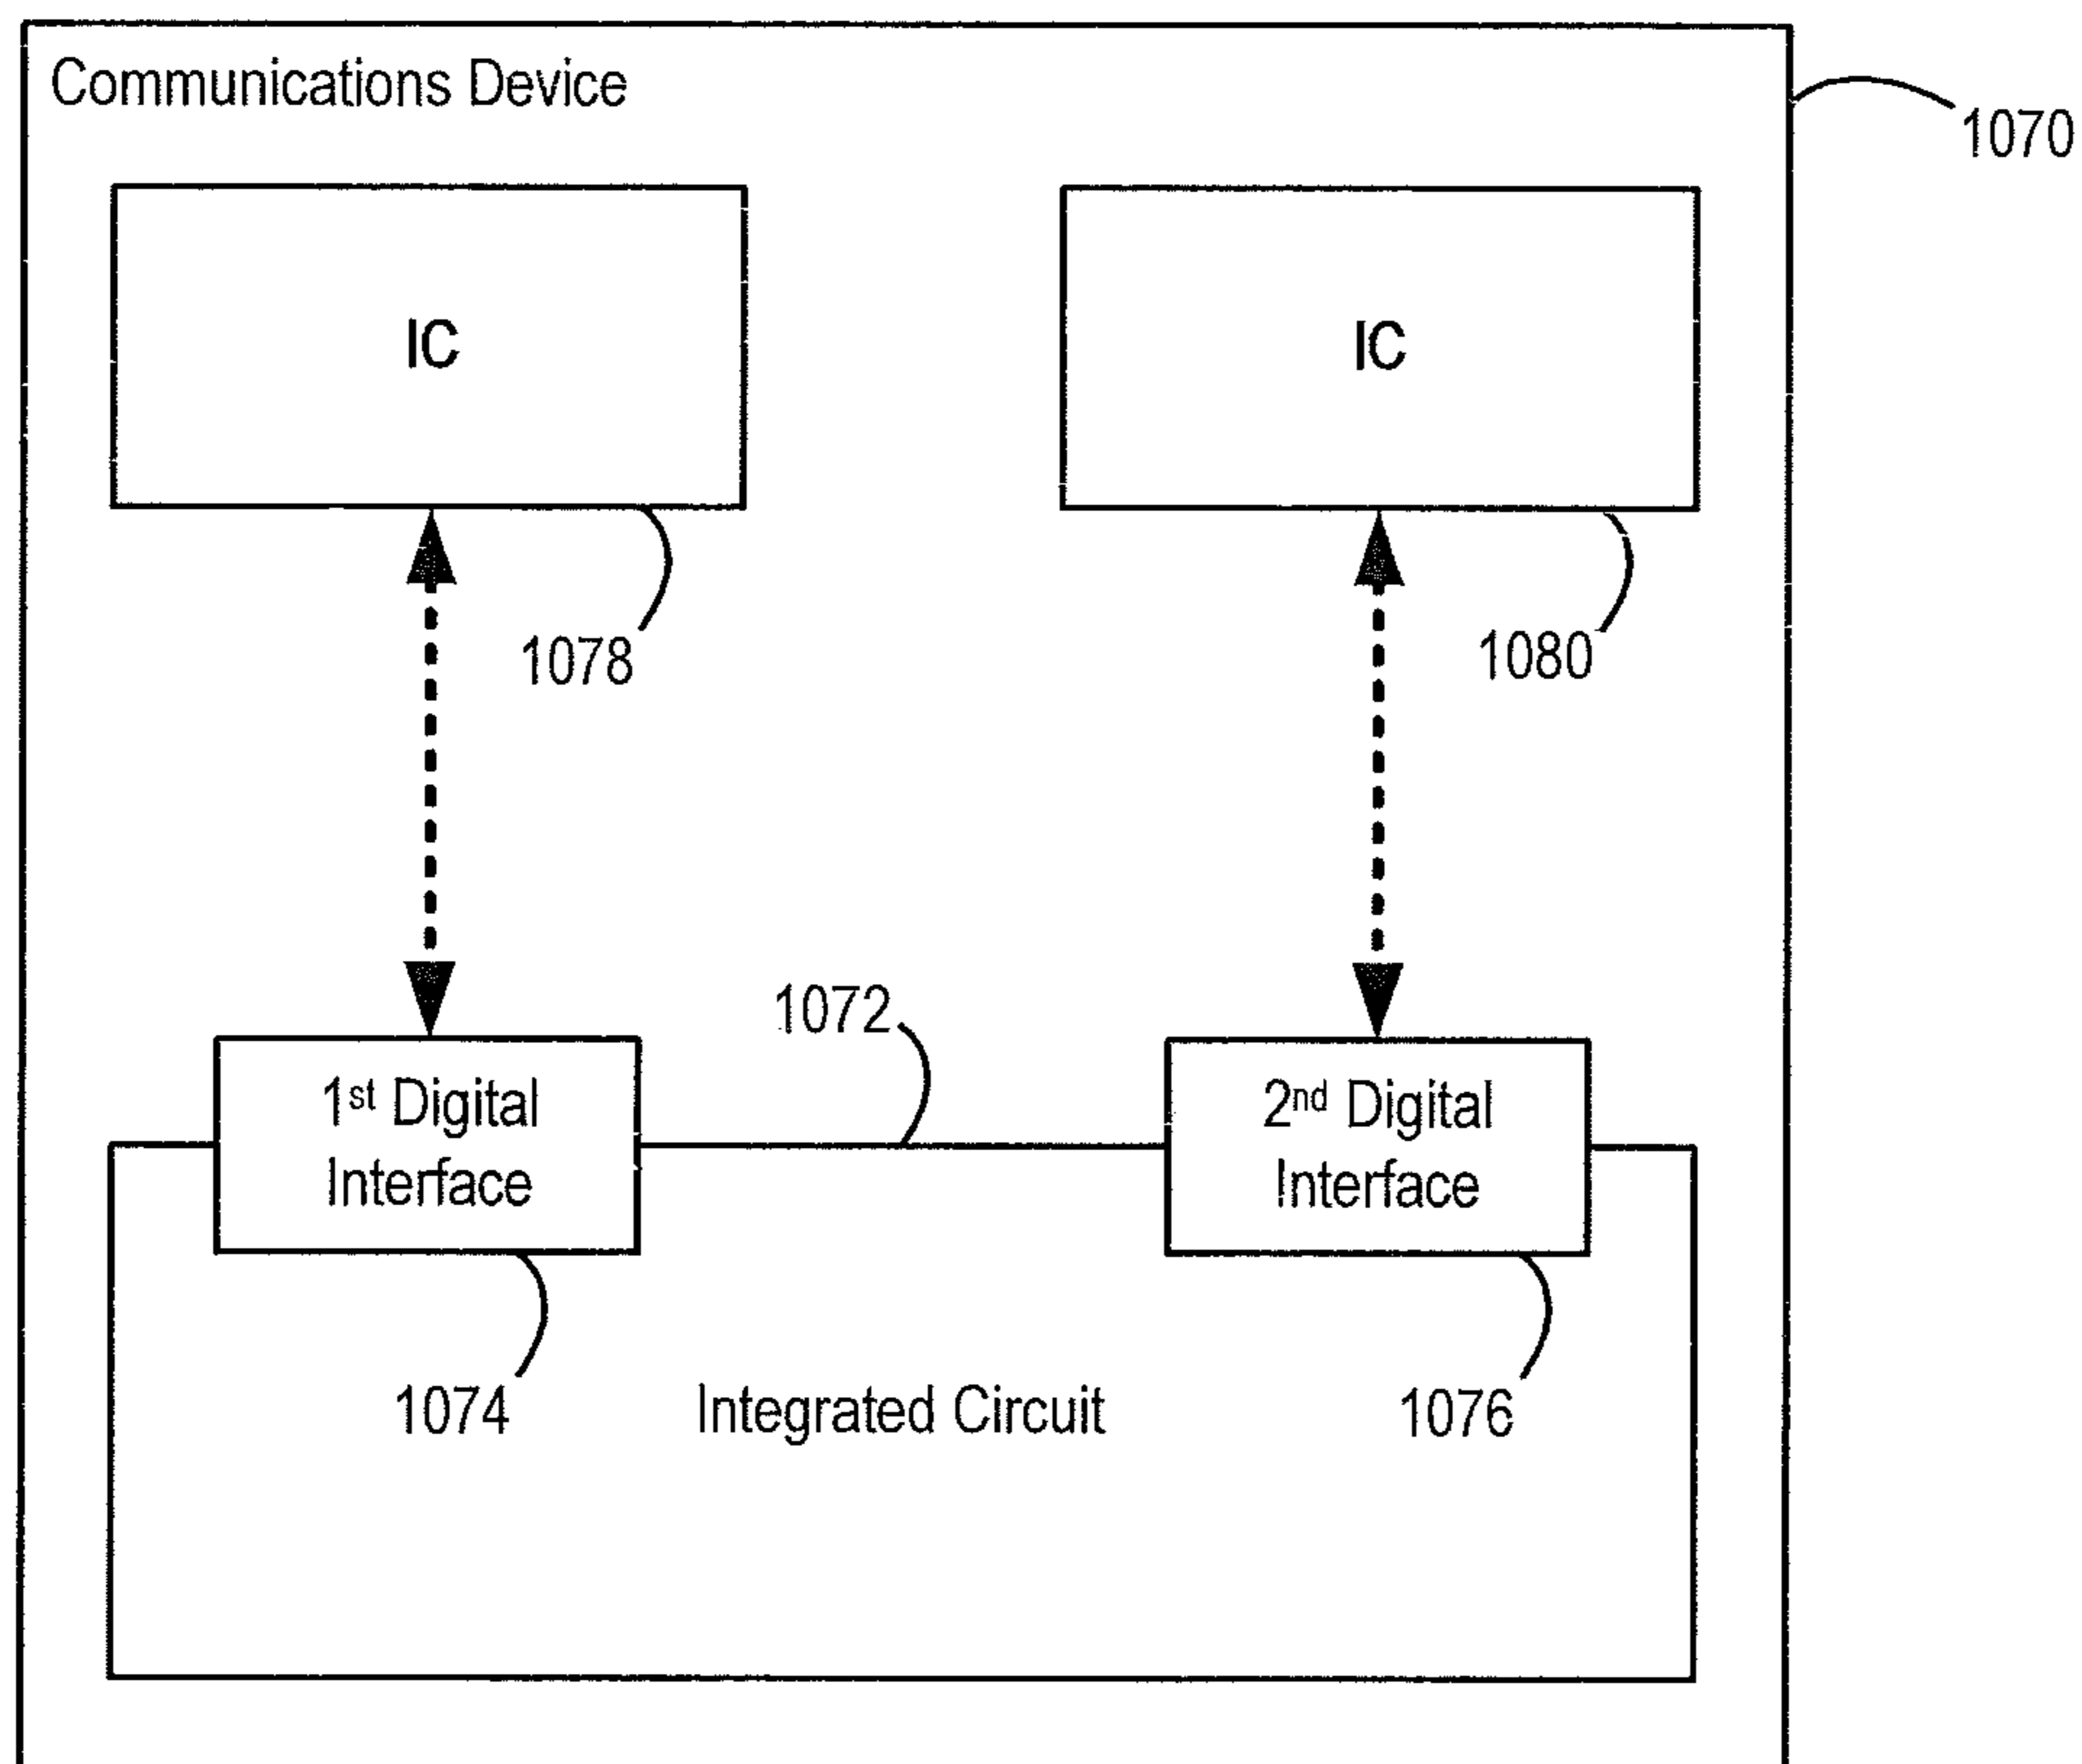 Communications Device
1070
IC
IC
1078
1080
1072
1st Digital
Interface
2nd Digital
Interface
1074
Integrated Circuit
1076